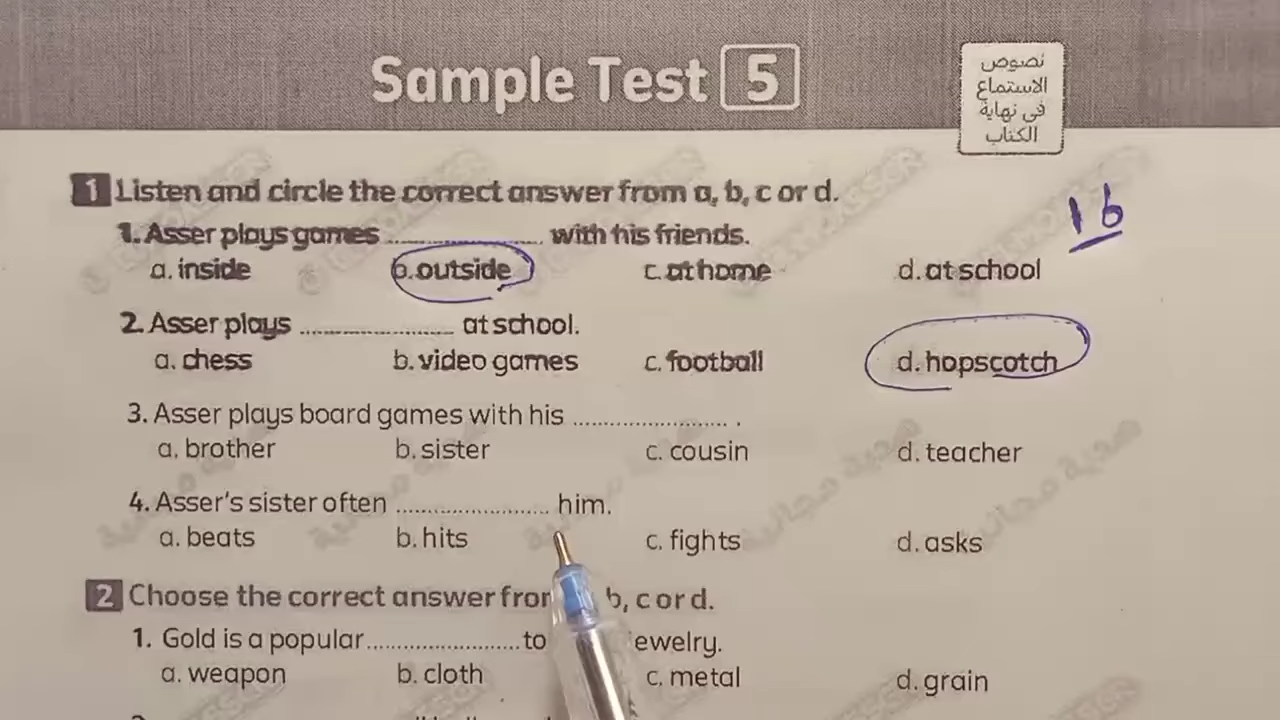 Sample Test 5
نصوص
الاستماع
فى نهاية
الكتاب
1 Listen and circle the correct answer from a, b, c or d.
16
1. Asser plays games .................... with his friends.
a. inside b. outside c. at home d. at school
2. Asser plays .................... at school.
a. chess b. video games c. football d. hopscotch
3. Asser plays board games with his .................... .
a. brother b. sister c. cousin d. teacher
4. Asser's sister often .................... him.
a. beats b. hits c. fights d. asks
2 Choose the correct answer b, c or d.
1. Gold is a popular .................... to ewelry.
a. weapon b. cloth c. metal d. grain